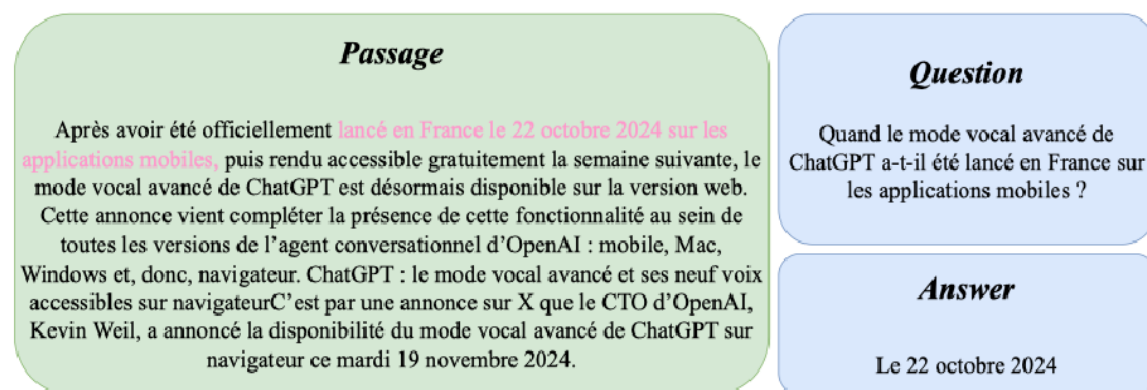 Passage
Après avoir été officiellement lancé en France le 22 octobre 2024 sur les
applications mobiles, puis rendu accessible gratuitement la semaine suivante, le
mode vocal avancé de ChatGPT est désormais disponible sur la version web.
Cette annonce vient compléter la présence de cette fonctionnalité au sein de
toutes les versions de l’agent conversationnel d’OpenAI : mobile, Mac,
Windows et, donc, navigateur. ChatGPT : le mode vocal avancé et ses neuf voix
accessibles sur navigateurC’est par une annonce sur X que le CTO d’OpenAI,
Kevin Weil, a annoncé la disponibilité du mode vocal avancé de ChatGPT sur
navigateur ce mardi 19 novembre 2024.
Question
Quand le mode vocal avancé de
ChatGPT a-t-il été lancé en France sur
les applications mobiles ?
Answer
Le 22 octobre 2024